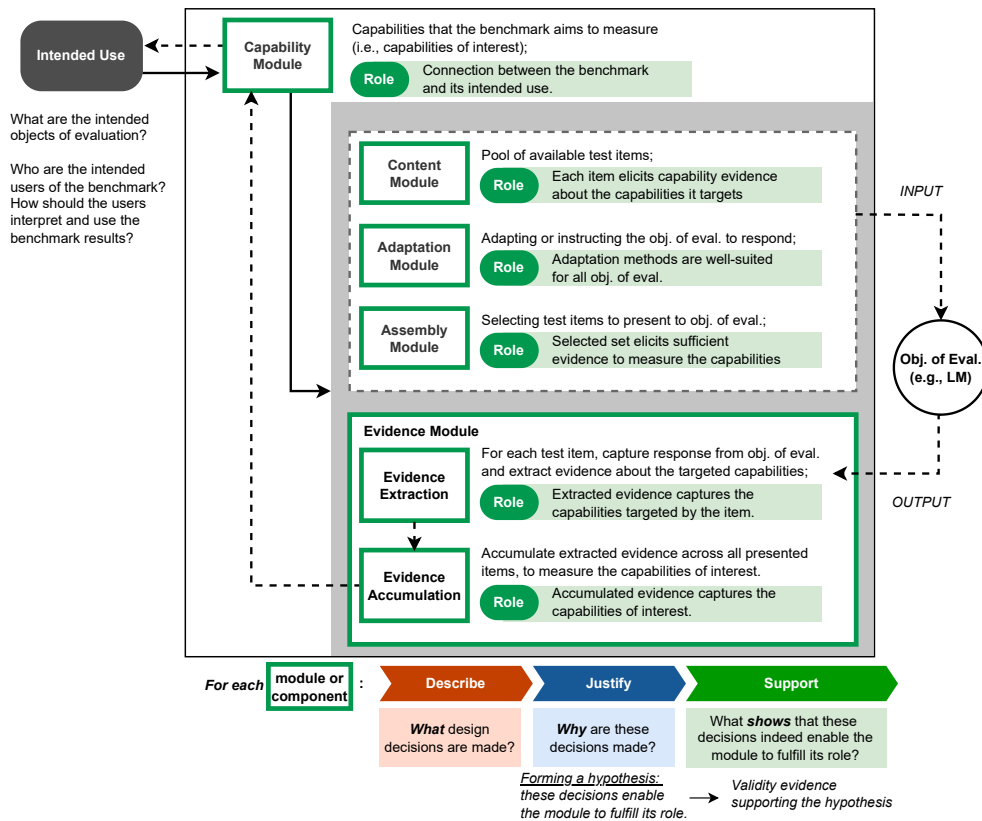 Intended Use
What are the intended
objects of evaluation?
Who are the intended
users of the benchmark?
How should the users
interpret and use the
benchmark results?
Capability
Module
Capabilities that the benchmark aims to measure
(i.e., capabilities of interest);
Role
Connection between the benchmark
and its intended use.
Content
Module
Pool of available test items;
Role
Each item elicits capability evidence
about the capabilities it targets
Adaptation
Module
Adapting or instructing the obj. of eval. to respond;
Role
Adaptation methods are well-suited
for all obj. of eval.
Assembly
Module
Selecting test items to present to obj. of eval.;
Role
Selected set elicits sufficient
evidence to measure the capabilities
INPUT
Obj. of Eval.
(e.g., LM)
OUTPUT
Evidence Module
Evidence
Extraction
For each test item, capture response from obj. of eval.
and extract evidence about the targeted capabilities;
Role
Extracted evidence captures the
capabilities targeted by the item.
Evidence
Accumulation
Accumulate extracted evidence across all presented
items, to measure the capabilities of interest.
Role
Accumulated evidence captures the
capabilities of interest.
For each
module or
component
:
Describe
Justify
Support
What design
decisions are made?
Why are these
decisions made?
What shows that these
decisions indeed enable the
module to fulfill its role?
Forming a hypothesis:
these decisions enable
the module to fulfill its role.
Validity evidence
supporting the hypothesis